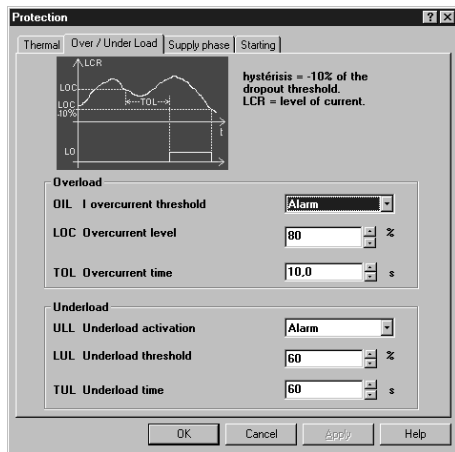 Protection
Thermal Over / Under Load Supply phase Starting
LCR
LOC
TOL
LOC
-10%
t
LO
hystérisis = -10% of the
dropout threshold.
LCR = level of current.
Overload
OIL I overcurrent threshold Alarm
LOC Overcurrent level 80 %
TOL Overcurrent time 10,0 s
Underload
ULL Underload activation Alarm
LUL Underload threshold 60 %
TUL Underload time 60 s
OK Cancel Apply Help